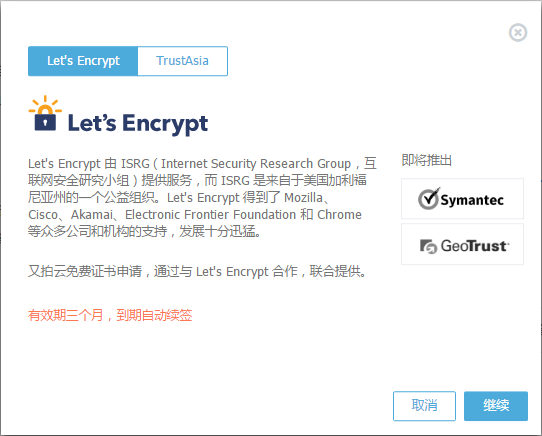 Let's Encrypt TrustAsia
Let's Encrypt
Let's Encrypt 由 ISRG（Internet Security Research Group，互
联网安全研究小组）提供服务，而 ISRG 是来自于美国加利福
尼亚州的一个公益组织。Let's Encrypt 得到了 Mozilla、
Cisco、Akamai、Electronic Frontier Foundation 和 Chrome
等众多公司和机构的支持，发展十分迅猛。
又拍云免费证书申请，通过与 Let's Encrypt 合作，联合提供。
有效期三个月，到期自动续签
即将推出
Symantec
GeoTrust
取消 继续